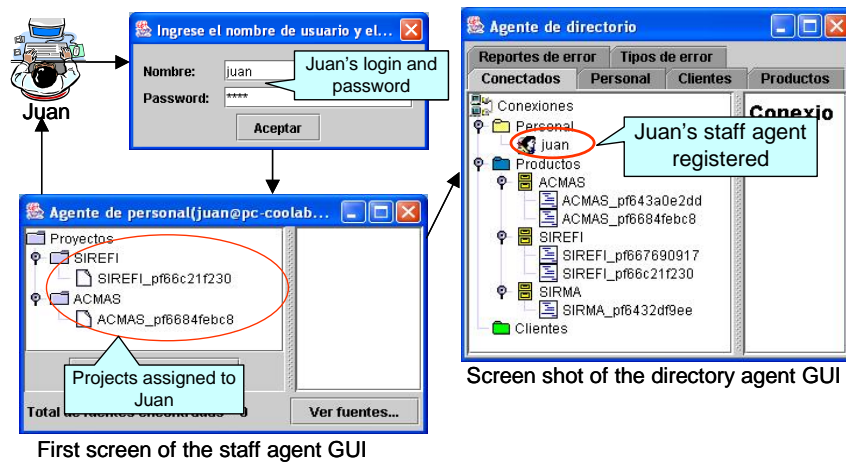 Juan
Ingrese el nombre de usuario y el...
Nombre: juan
Password: ****
Juan's login and password
Aceptar
Agente de personal(juan@pc-coolab...
Proyectos
SIREFI
SIREFI_pf66c21f230
ACMAS
ACMAS_pf6684febc8
Projects assigned to Juan
Total
Ver fuentes...
First screen of the staff agent GUI
Agente de directorio
Reportes de error Tipos de error
Conectados Personal Clientes Productos
Conexiones
Personal
juan
Productos
ACMAS
ACMAS_pf643a0e2dd
ACMAS_pf6684febc8
SIREFI
SIREFI_pf667690917
SIREFI_pf66c21f230
SIRMA
SIRMA_pf6432df9ee
Clientes
Conexio
Juan's staff agent registered
Screen shot of the directory agent GUI